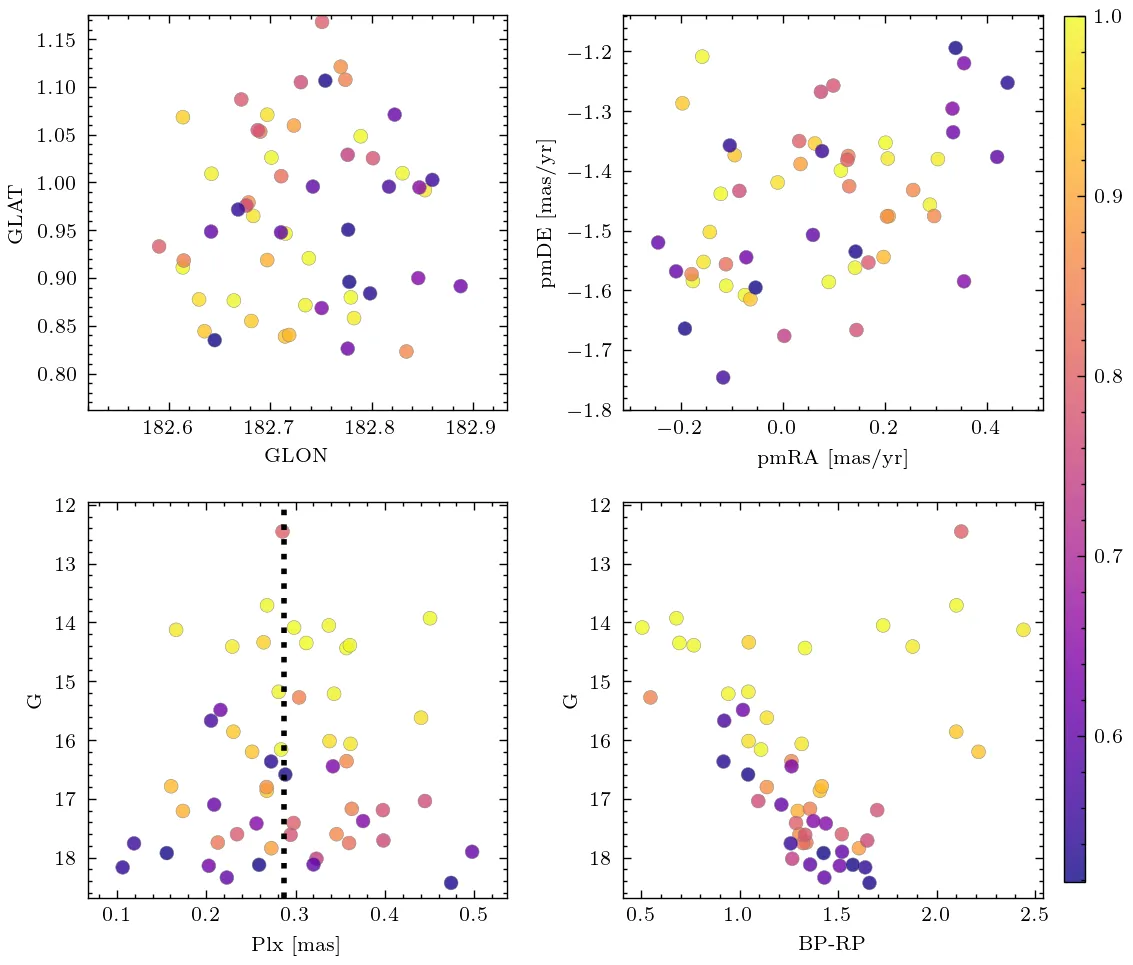 1.15
1.10
1.05
1.00
0.95
0.90
0.85
0.80
GLAT
182.6 182.7 182.8 182.9
GLON
−1.2
−1.3
−1.4
−1.5
−1.6
−1.7
−1.8
pmDE [mas/yr]
−0.2 0.0 0.2 0.4
pmRA [mas/yr]
1.0
0.9
0.8
0.7
0.6
12
13
14
15
16
17
18
G
0.1 0.2 0.3 0.4 0.5
Plx [mas]
12
13
14
15
16
17
18
G
0.5 1.0 1.5 2.0 2.5
BP-RP